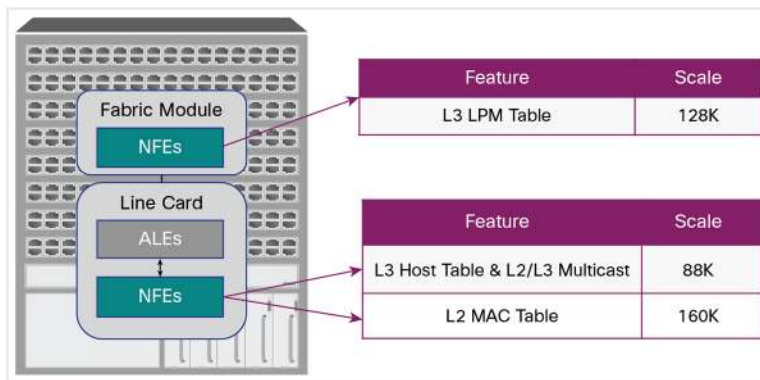 Fabric Module
NFEs
Line Card
ALEs
NFEs
Feature Scale
L3 LPM Table 128K
Feature Scale
L3 Host Table & L2/L3 Multicast 88K
L2 MAC Table 160K